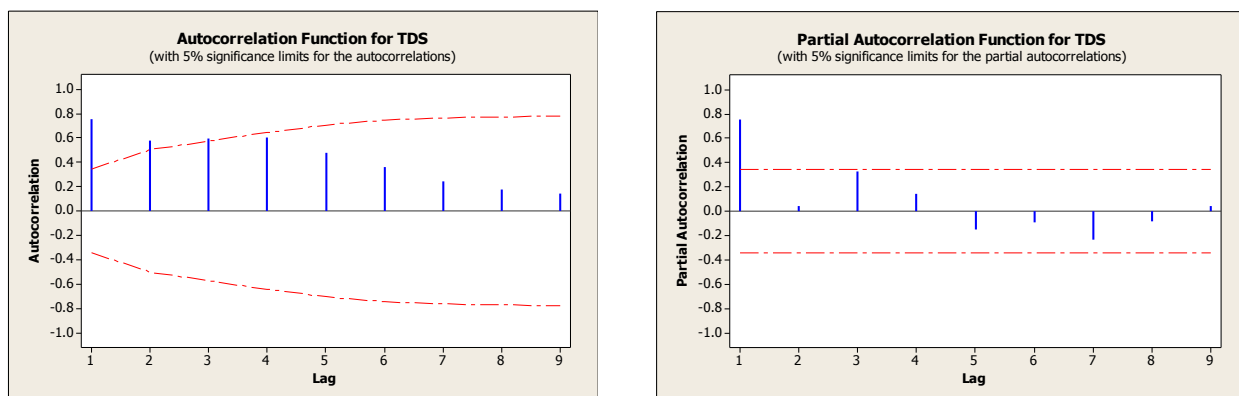 Autocorrelation Function for TDS
(with 5% significance limits for the autocorrelations)
Autocorrelation
1.0
0.8
0.6
0.4
0.2
0.0
-0.2
-0.4
-0.6
-0.8
-1.0
1 2 3 4 5 6 7 8 9
Lag
Partial Autocorrelation Function for TDS
(with 5% significance limits for the partial autocorrelations)
Partial Autocorrelation
1.0
0.8
0.6
0.4
0.2
0.0
-0.2
-0.4
-0.6
-0.8
-1.0
1 2 3 4 5 6 7 8 9
Lag